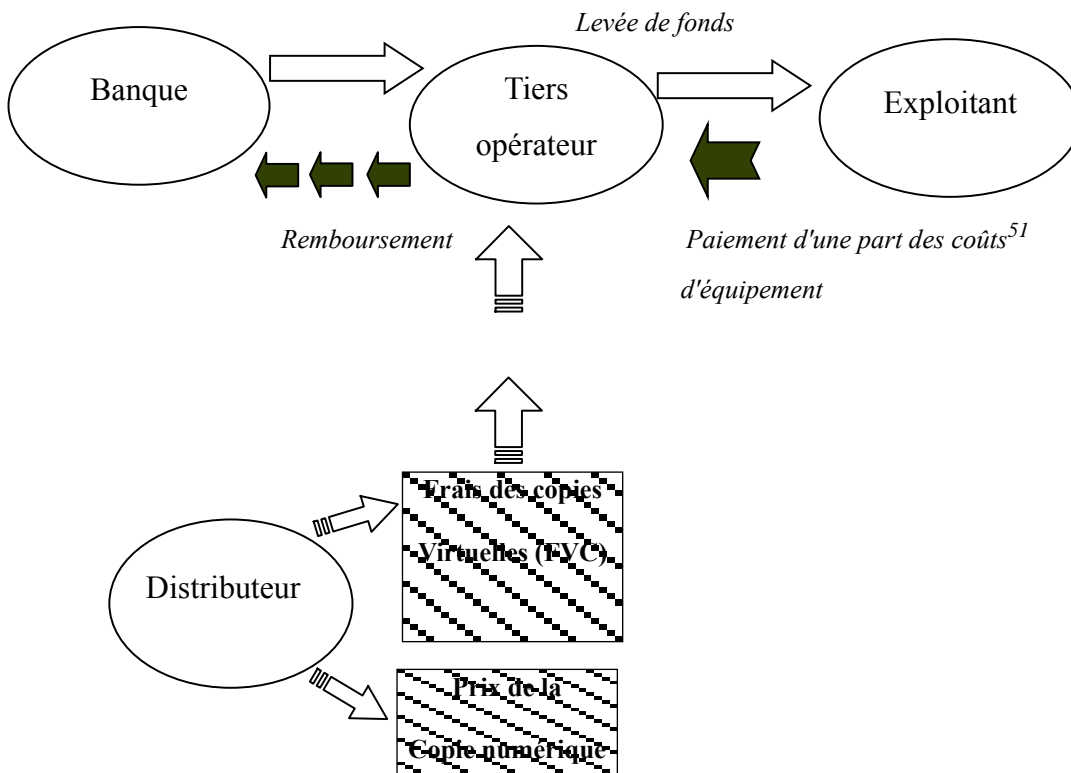 Levée de fonds
Banque
Tiers
opérateur
Exploitant
Remboursement
Paiement d'une part des coûts51
d'équipement
Frais des copies
Virtuelles (FVC)
Distributeur
Prix de la
Copie numérique